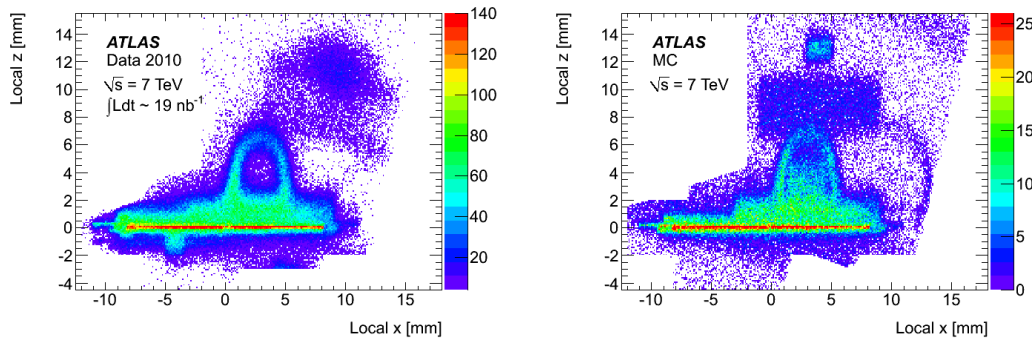 Local z [mm]
14
12
10
8
6
4
2
0
-2
-4
ATLAS
Data 2010
√s = 7 TeV
∫Ldt ~ 19 nb⁻¹
-10 -5 0 5 10 15
Local x [mm]
140
120
100
80
60
40
20
Local z [mm]
14
12
10
8
6
4
2
0
-2
-4
ATLAS
MC
√s = 7 TeV
-10 -5 0 5 10 15
Local x [mm]
25
20
15
10
5
0